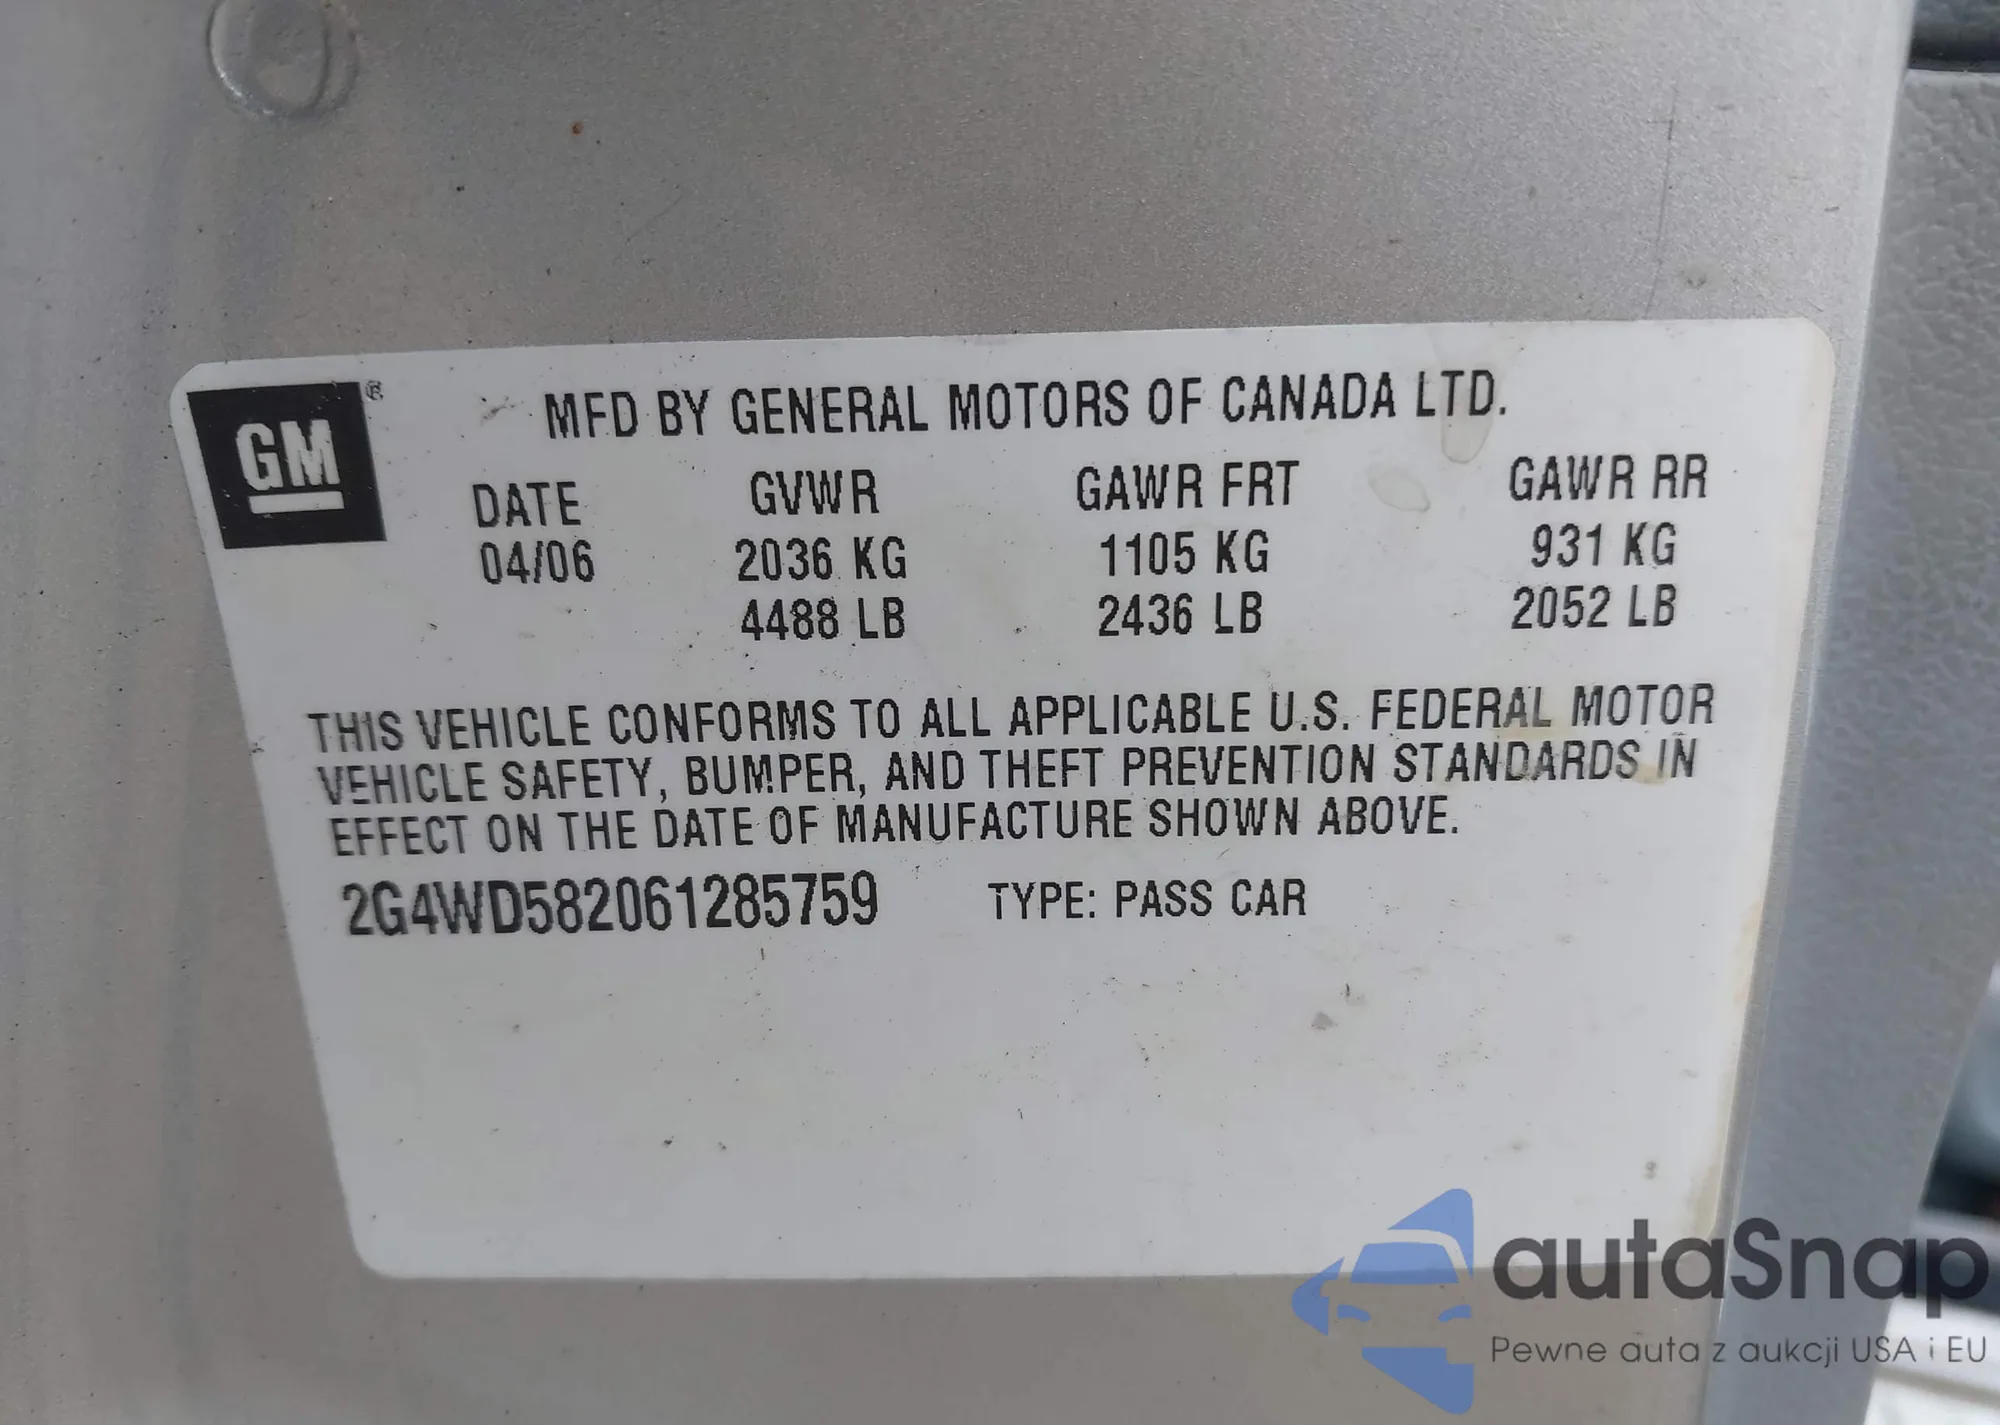 GM ®
MFD BY GENERAL MOTORS OF CANADA LTD.
DATE GVWR GAWR FRT GAWR RR
04/06 2036 KG 1105 KG 931 KG
4488 LB 2436 LB 2052 LB
THIS VEHICLE CONFORMS TO ALL APPLICABLE U.S. FEDERAL MOTOR
VEHICLE SAFETY, BUMPER, AND THEFT PREVENTION STANDARDS IN
EFFECT ON THE DATE OF MANUFACTURE SHOWN ABOVE.
2G4WD582061285759 TYPE: PASS CAR
autaSnap
Pewne auta z aukcji USA i EU